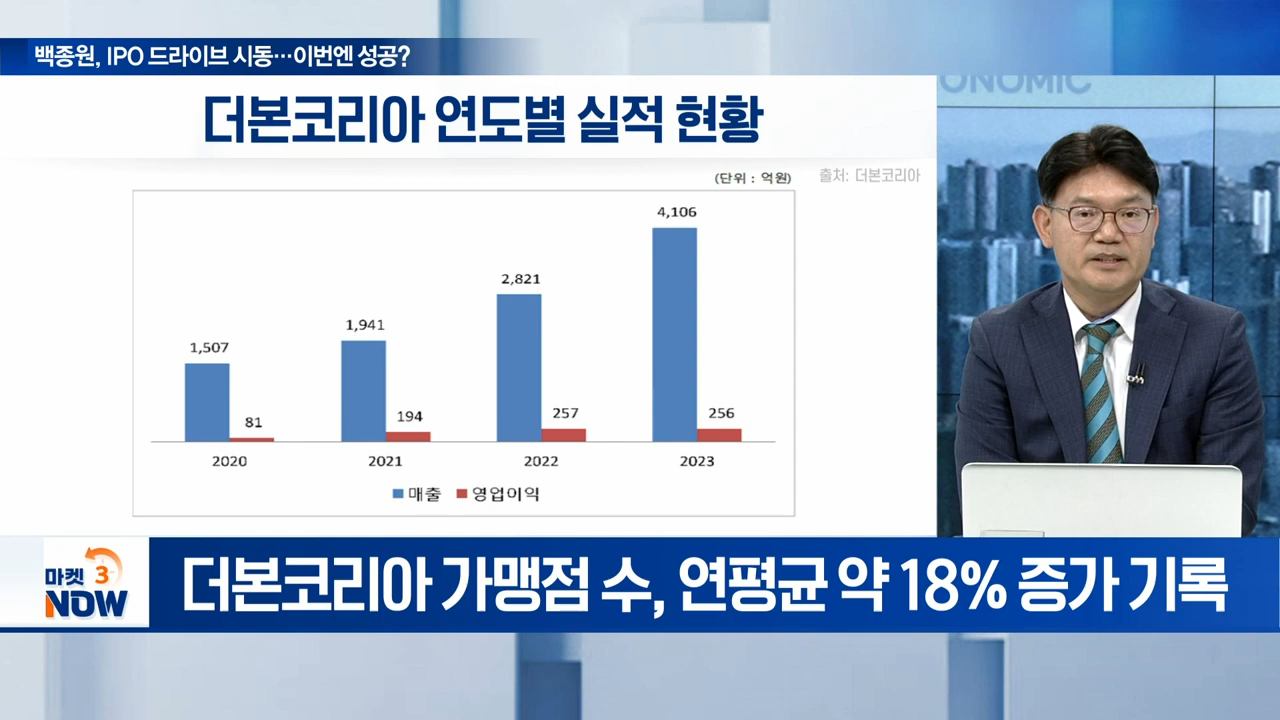 백종원, IPO 드라이브 시동…이번엔 성공?
ONOMIC
더본코리아 연도별 실적 현황
(단위 : 억원)
출처: 더본코리아
4,106
2,821
1,941
1,507
81
194
257
256
2020
2021
2022
2023
매출
영업이익
마켓 3
NOW
더본코리아 가맹점 수, 연평균 약 18% 증가 기록